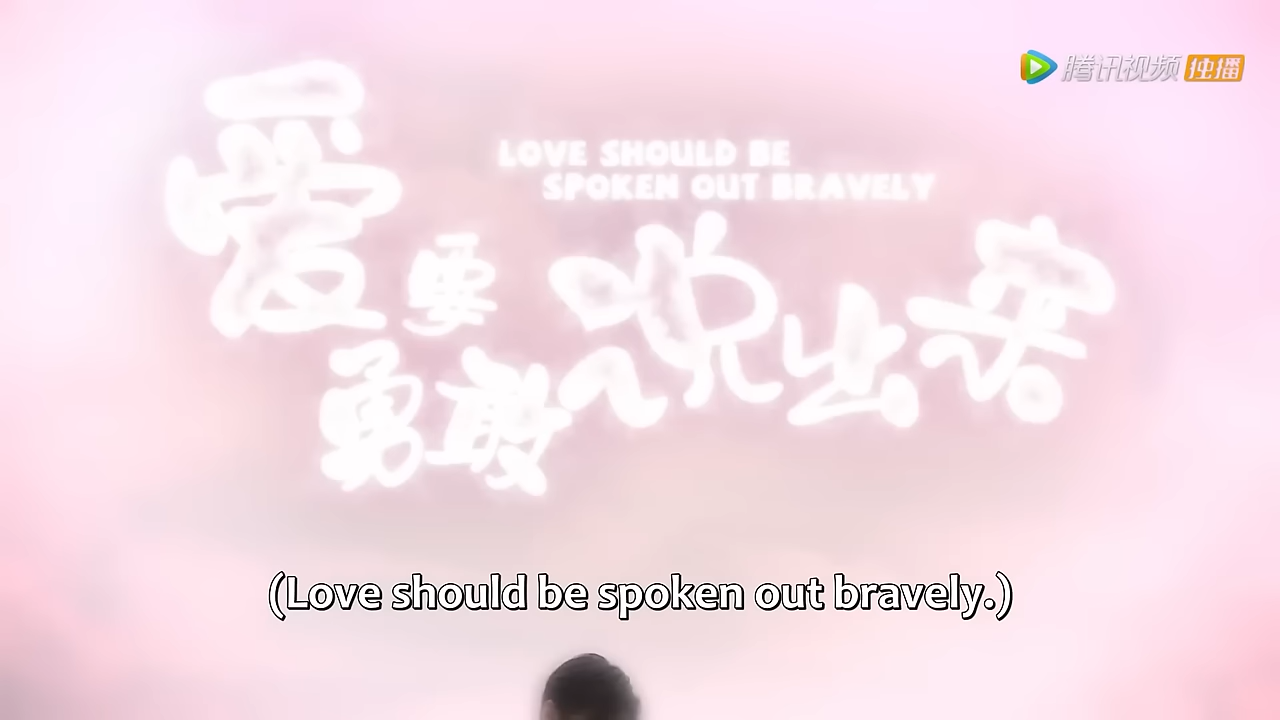 腾讯视频 独播
LOVE SHOULD BE
SPOKEN OUT BRAVELY
爱要
勇敢说出来
(Love should be spoken out bravely.)